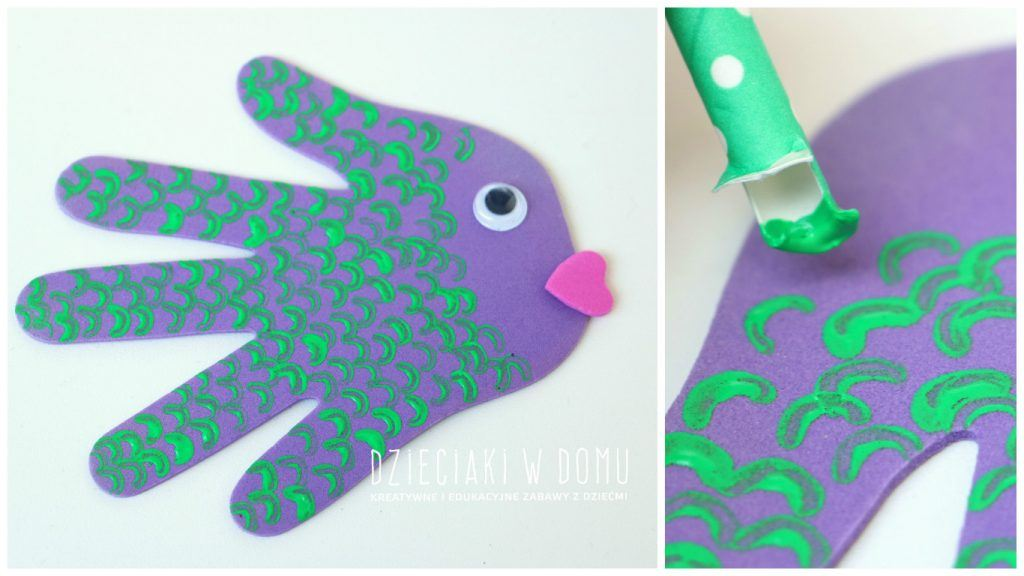 DZIECIAKI W DOMU
KREATYWNE I EDUKACYJNE ZABAWY Z DZIEĆMI